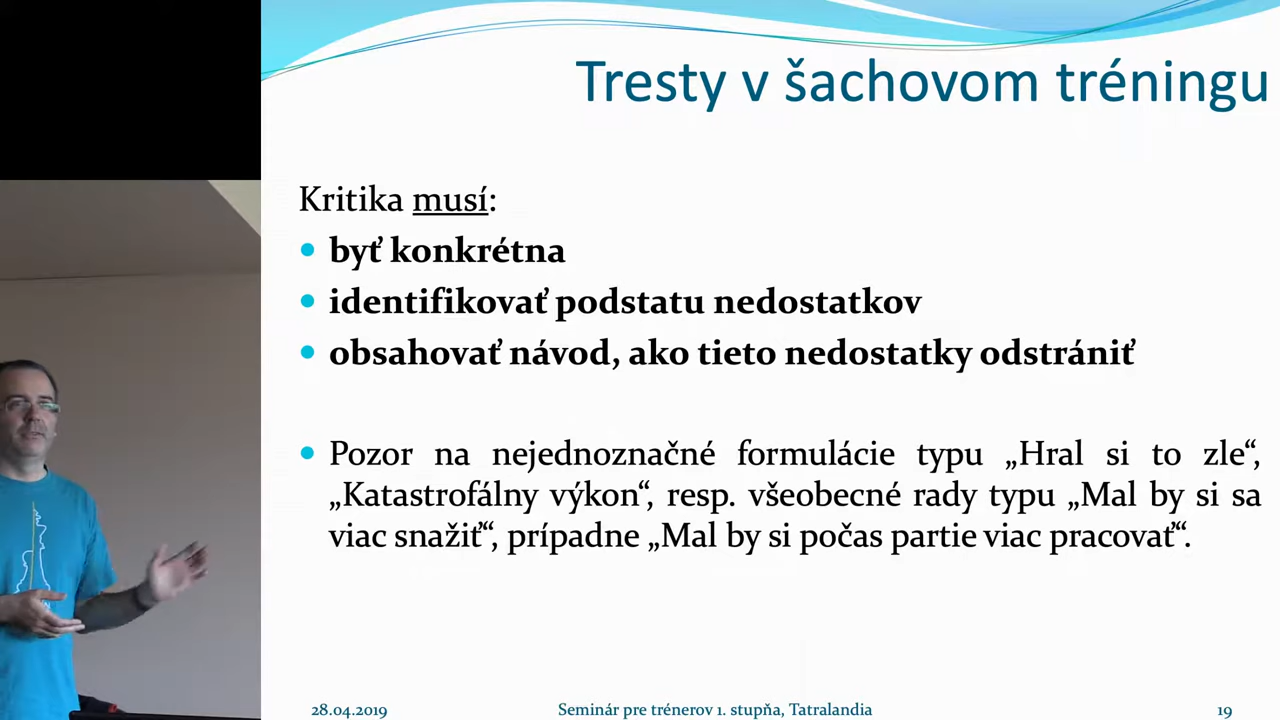 Tresty v šachovom tréningu
Kritika musí:
• byť konkrétna
• identifikovať podstatu nedostatkov
• obsahovať návod, ako tieto nedostatky odstrániť
• Pozor na nejednoznačné formulácie typu „Hral si to zle“,
„Katastrofálny výkon“, resp. všeobecné rady typu „Mal by si sa
viac snažiť“, prípadne „Mal by si počas partie viac pracovať“.
28.04.2019
Seminár pre trénerov 1. stupňa, Tatralandia
19